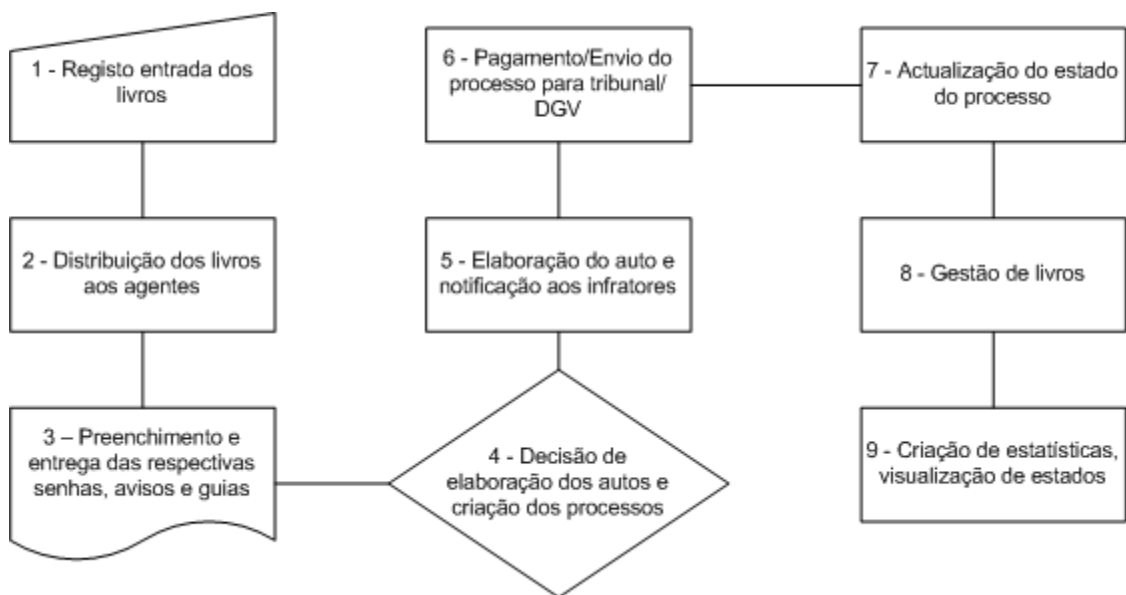 1 - Registo entrada dos
livros
2 - Distribuição dos livros
aos agentes
3 – Preenchimento e
entrega das respectivas
senhas, avisos e guias
4 - Decisão de
elaboração dos autos e
criação dos processos
5 - Elaboração do auto e
notificação aos infratores
6 - Pagamento/Envio do
processo para tribunal/
DGV
7 - Actualização do estado
do processo
8 - Gestão de livros
9 - Criação de estatísticas,
visualização de estados